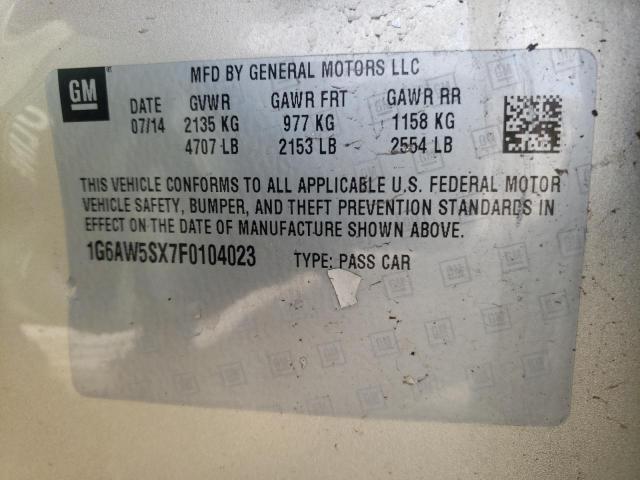 GM
MFD BY GENERAL MOTORS LLC
DATE GVWR GAWR FRT GAWR RR
07/14 2135 KG 977 KG 1158 KG
4707 LB 2153 LB 2554 LB
THIS VEHICLE CONFORMS TO ALL APPLICABLE U.S. FEDERAL MOTOR
VEHICLE SAFETY, BUMPER, AND THEFT PREVENTION STANDARDS IN
EFFECT ON THE DATE OF MANUFACTURE SHOWN ABOVE.
1G6AW5SX7F0104023 TYPE: PASS CAR